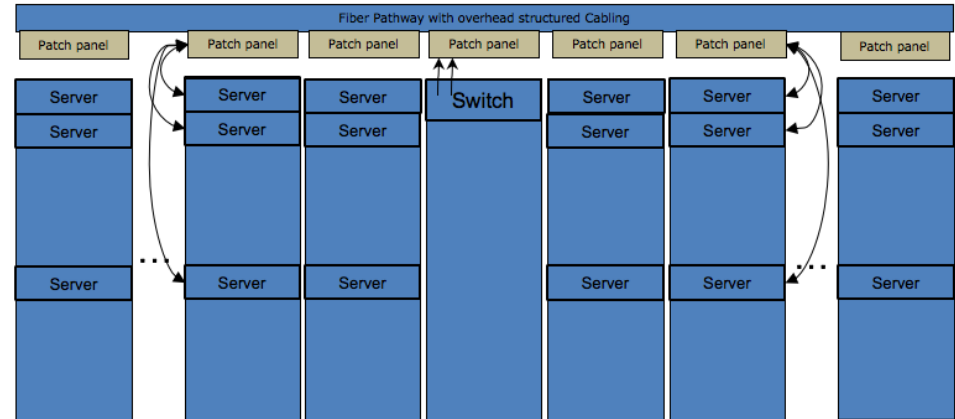 Fiber Pathway with overhead structured Cabling
Patch panel Patch panel Patch panel Patch panel Patch panel Patch panel Patch panel
Server Server Server Switch Server Server Server
Server Server Server Server Server Server
... ...
Server Server Server Server Server Server